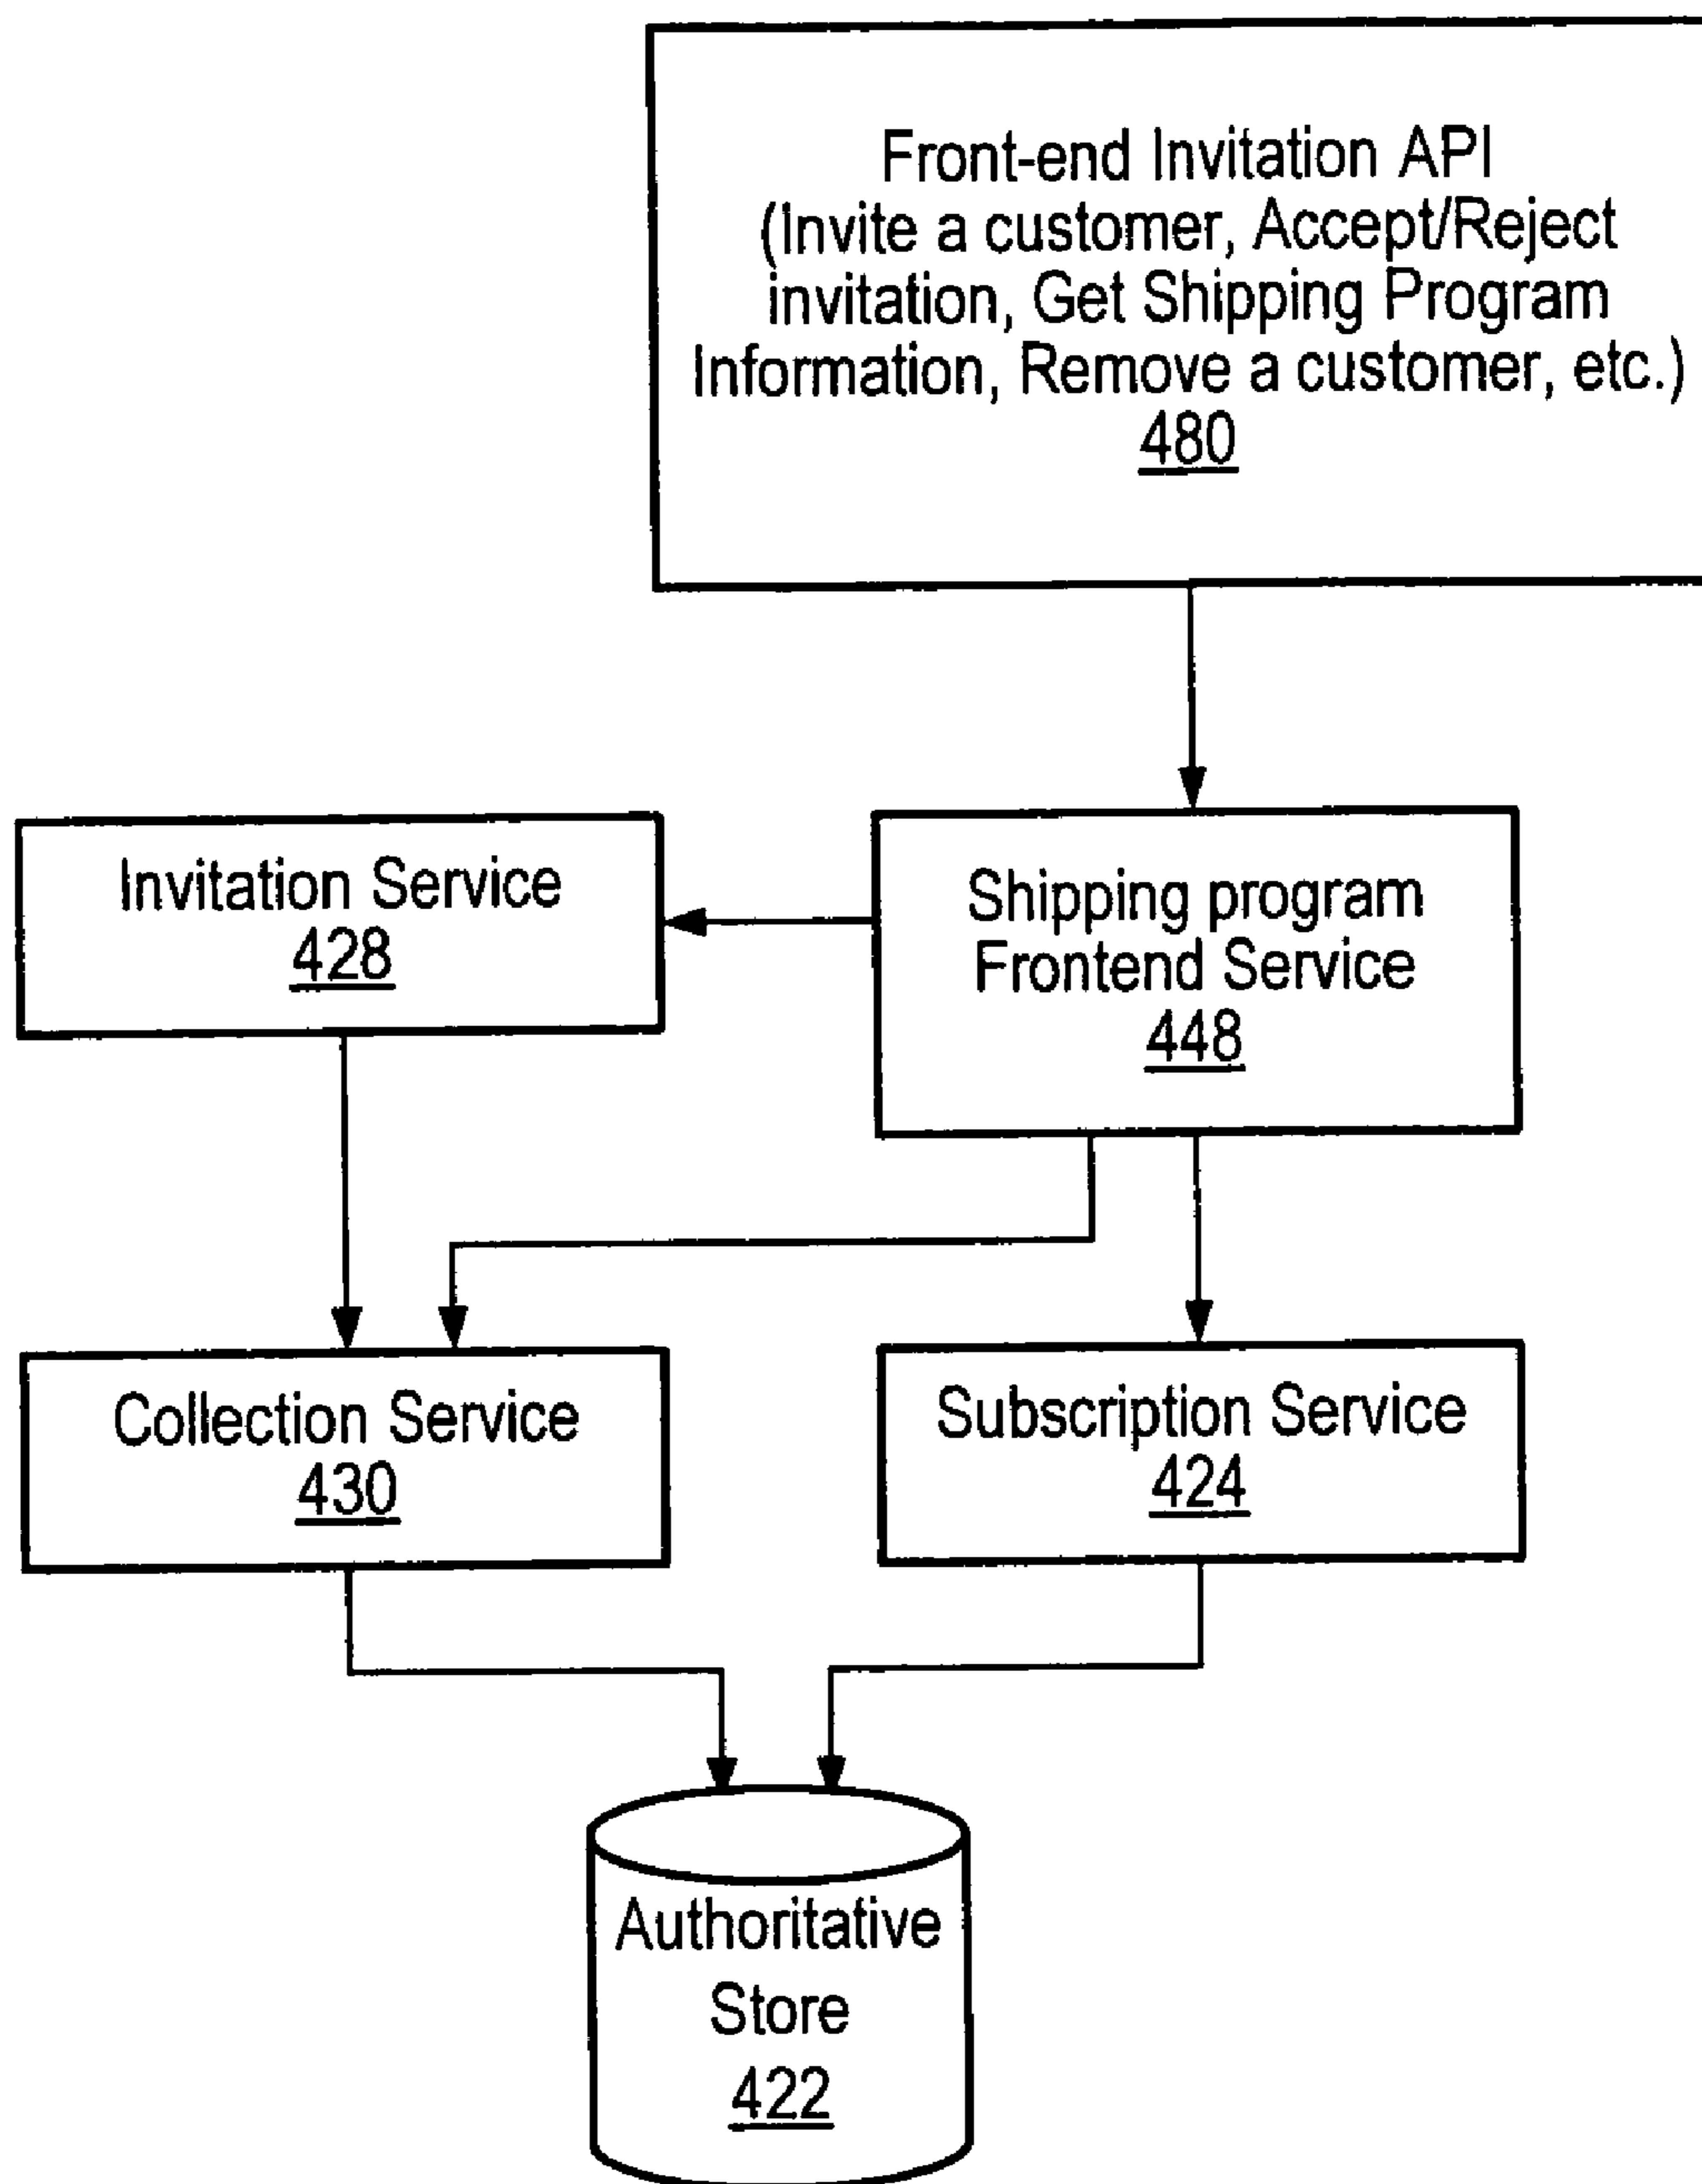 Front-end Invitation API
(Invite a customer, Accept/Reject
invitation, Get Shipping Program
Information, Remove a customer, etc.)
480
Invitation Service
428
Shipping program
Frontend Service
448
Collection Service
430
Subscription Service
424
Authoritative
Store
422